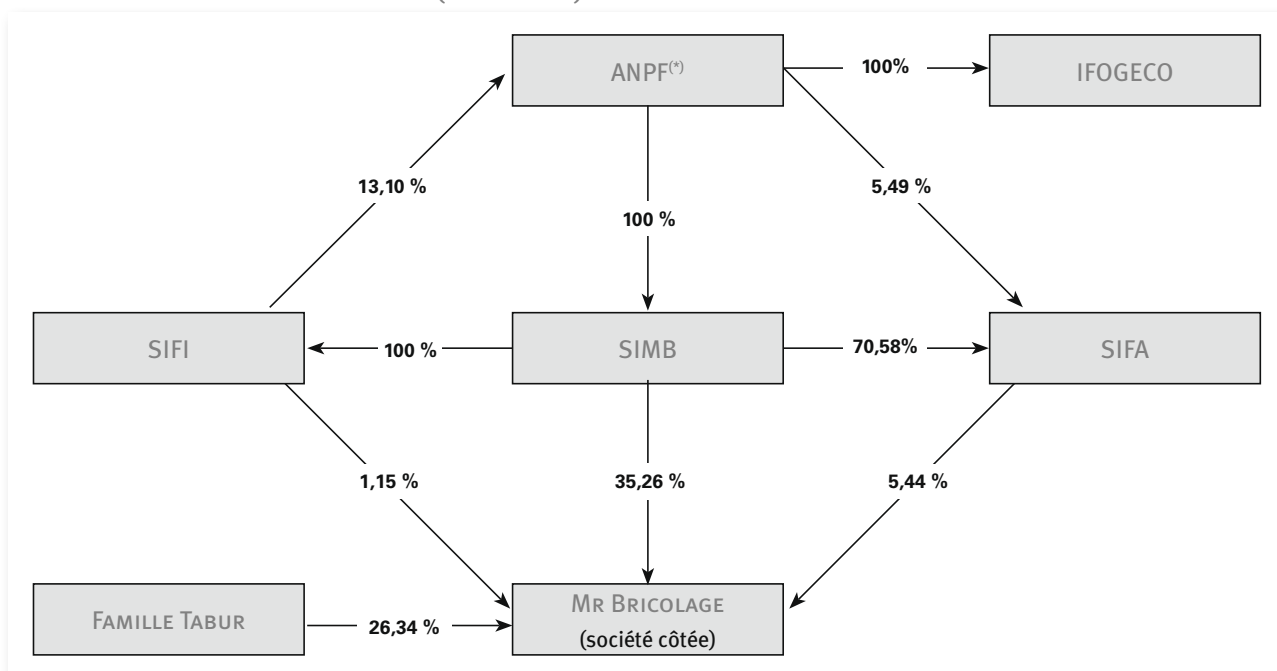 ANPF(*)
100%
IFOGECO
13,10 %
5,49 %
100 %
SIFI
100 %
SIMB
70,58%
SIFA
1,15 %
35,26 %
5,44 %
FAMILLE TABUR
26,34 %
MR BRICOLAGE
(société côtée)